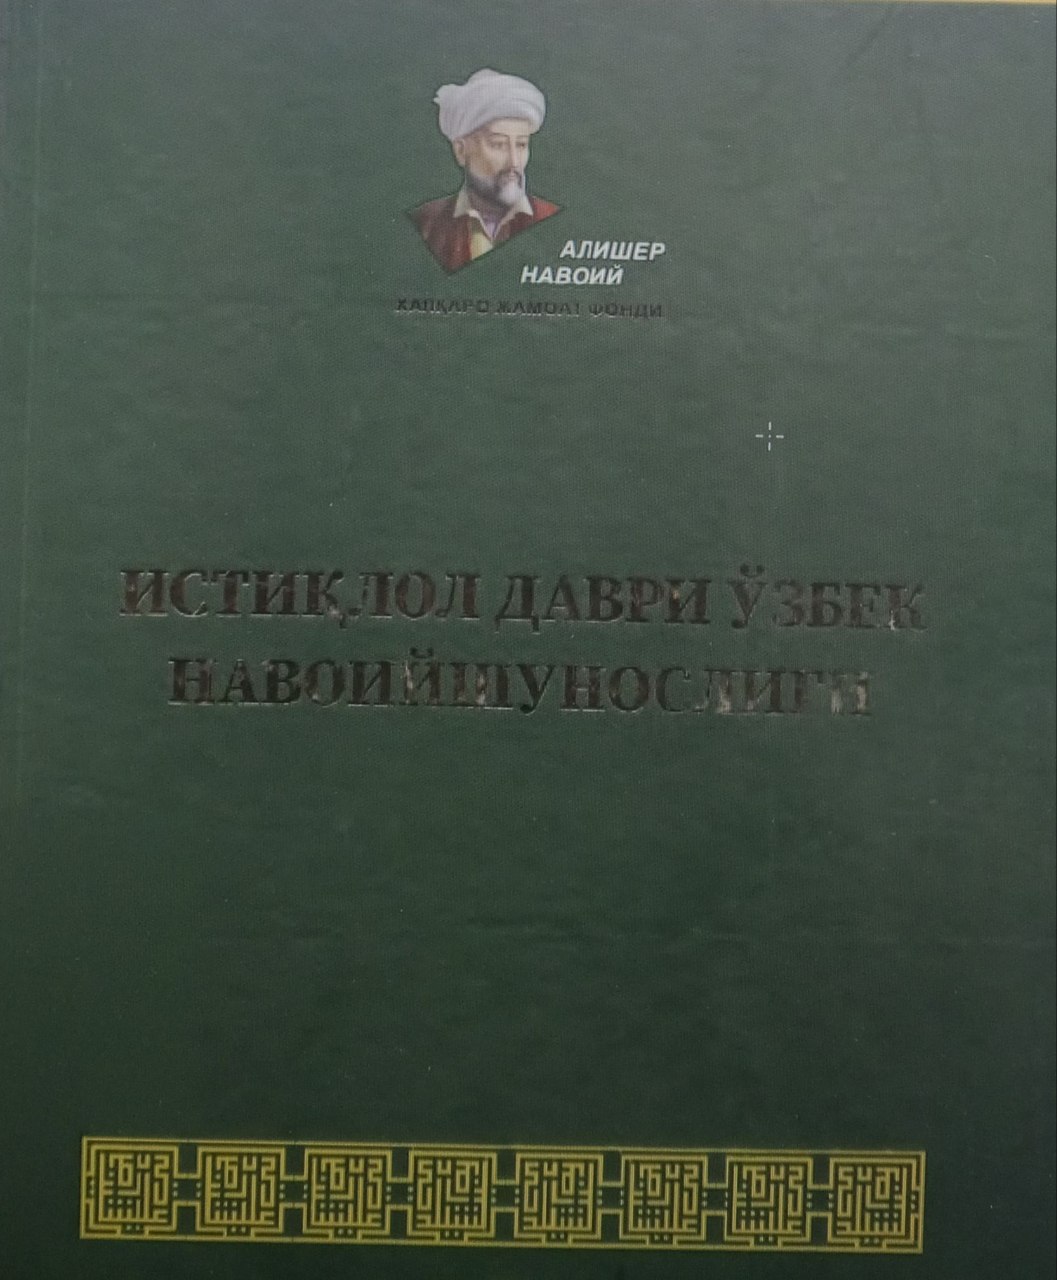 АЛИШЕР
НАВОИЙ
ХАЛҚАРО ЖАМОАТ ФОНДИ
ИСТИҚЛОЛ ДАВРИ ЎЗБЕК
НАВОИЙШУНОСЛИГИ